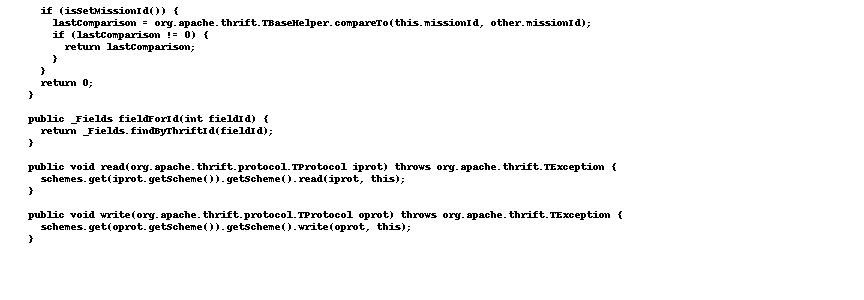 if (isSetMissionId()) {
lastComparison = org.apache.thrift.TBaseHelper.compareTo(this.missionId, other.missionId);
if (lastComparison != 0) {
return lastComparison;
}
}
return 0;
}
public _Fields fieldForId(int fieldId) {
return _Fields.findByThriftId(fieldId);
}
public void read(org.apache.thrift.protocol.TProtocol iprot) throws org.apache.thrift.TException {
schemes.get(iprot.getScheme()).getScheme().read(iprot, this);
}
public void write(org.apache.thrift.protocol.TProtocol oprot) throws org.apache.thrift.TException {
schemes.get(oprot.getScheme()).getScheme().write(oprot, this);
}